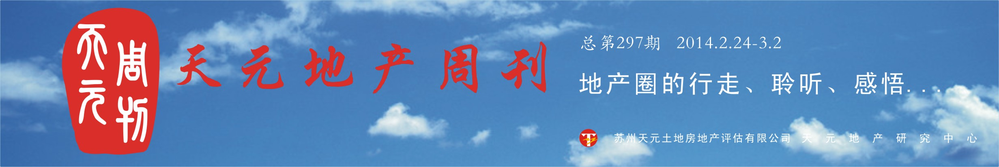 天元
周刊
天元地产周刊
总第297期 2014.2.24-3.2
地产圈的行走、聆听、感悟...
苏州天元土地房地产评估有限公司 天元地产研究中心